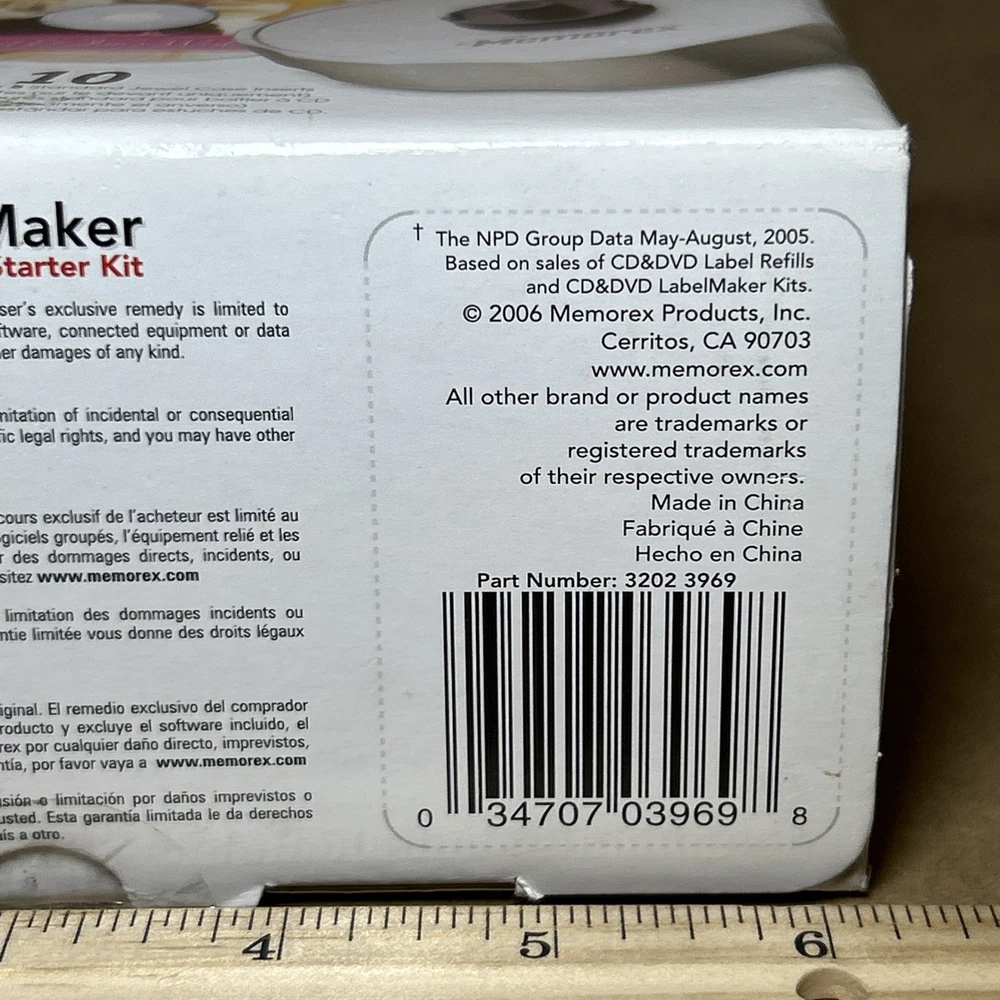 Memorex
10
Standard Jewel Case Inserts
Maker
Starter Kit
ser's exclusive remedy is limited to
ftware, connected equipment or data
er damages of any kind.
nitation of incidental or consequential
fic legal rights, and you may have other
cours exclusif de l'acheteur est limité au
giciels groupés, l'équipement relié et les
r des dommages directs, incidents, ou
sitez www.memorex.com
limitation des dommages incidents ou
ntie limitée vous donne des droits légaux
iginal. El remedio exclusivo del comprador
roducto y excluye el software incluido, el
rex por cualquier daño directo, imprevistos,
ntía, por favor vaya a www.memorex.com
usión o limitación por daños imprevistos o
usted. Esta garantía limitada le da derechos
aís a otro.
† The NPD Group Data May-August, 2005.
Based on sales of CD&DVD Label Refills
and CD&DVD LabelMaker Kits.
© 2006 Memorex Products, Inc.
Cerritos, CA 90703
www.memorex.com
All other brand or product names
are trademarks or
registered trademarks
of their respective owners.
Made in China
Fabriqué à Chine
Hecho en China
Part Number: 3202 3969
0 34707 03969 8
4 5 6